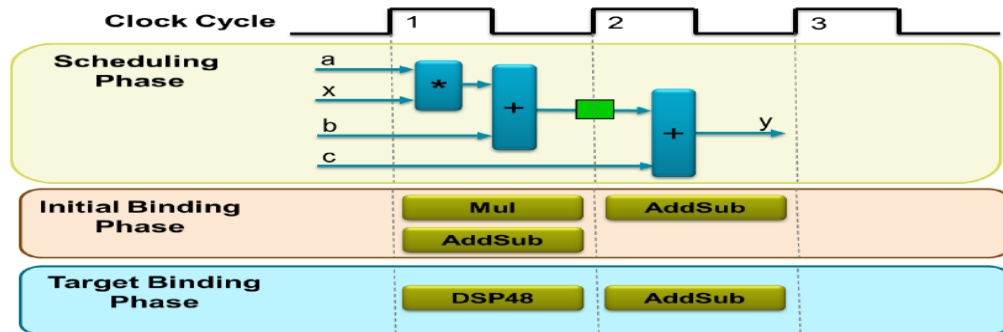 Clock Cycle
1
2
3
Scheduling
Phase
a
x
b
c
*
+
+
y
Initial Binding
Phase
Mul
AddSub
AddSub
Target Binding
Phase
DSP48
AddSub